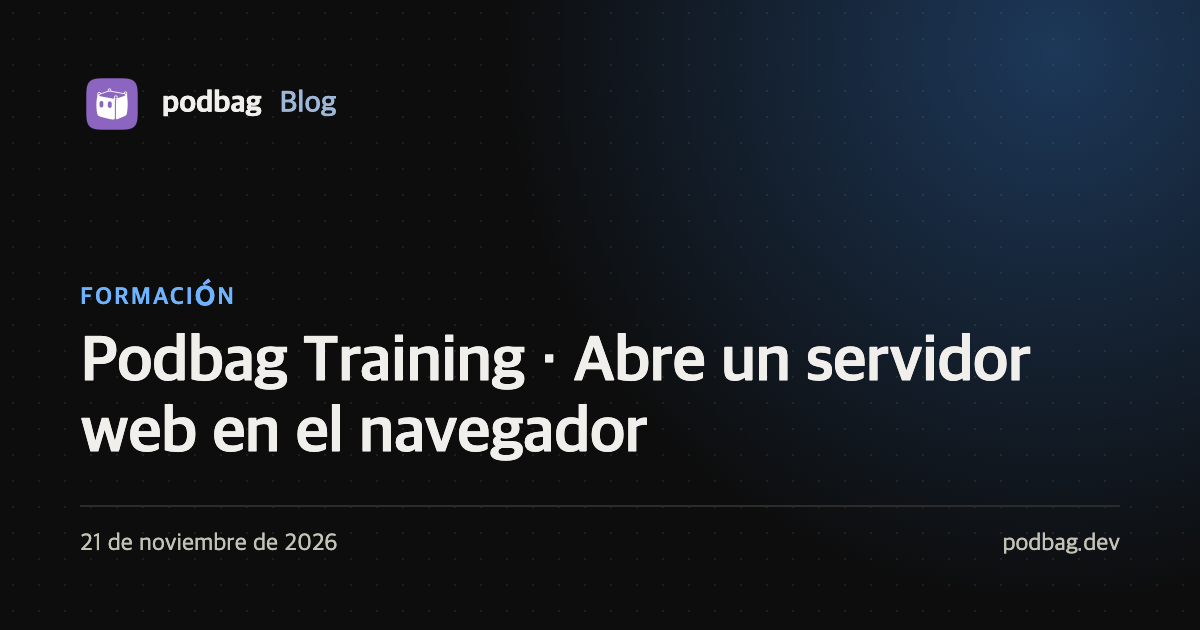 podbag Blog
FORMACIÓN
Podbag Training · Abre un servidor
web en el navegador
21 de noviembre de 2026
podbag.dev